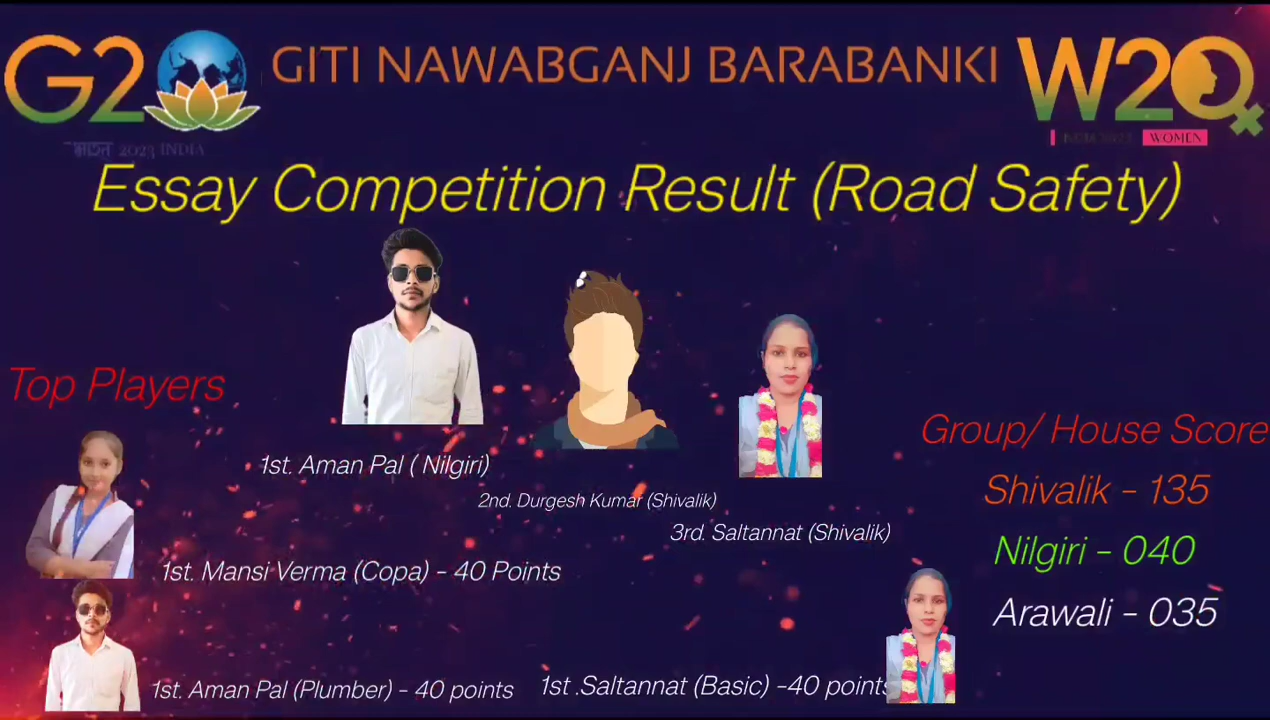 G20
GITI NAWABGANJ BARABANKI
W20
2023 INDIA
WOMEN
Essay Competition Result (Road Safety)
Top Players
1st. Aman Pal ( Nilgiri)
2nd. Durgesh Kumar (Shivalik)
3rd. Saltannat (Shivalik)
Group/ House Score
Shivalik - 135
Nilgiri - 040
Arawali - 035
1st. Mansi Verma (Copa) - 40 Points
1st. Aman Pal (Plumber) - 40 points
1st .Saltannat (Basic) -40 points